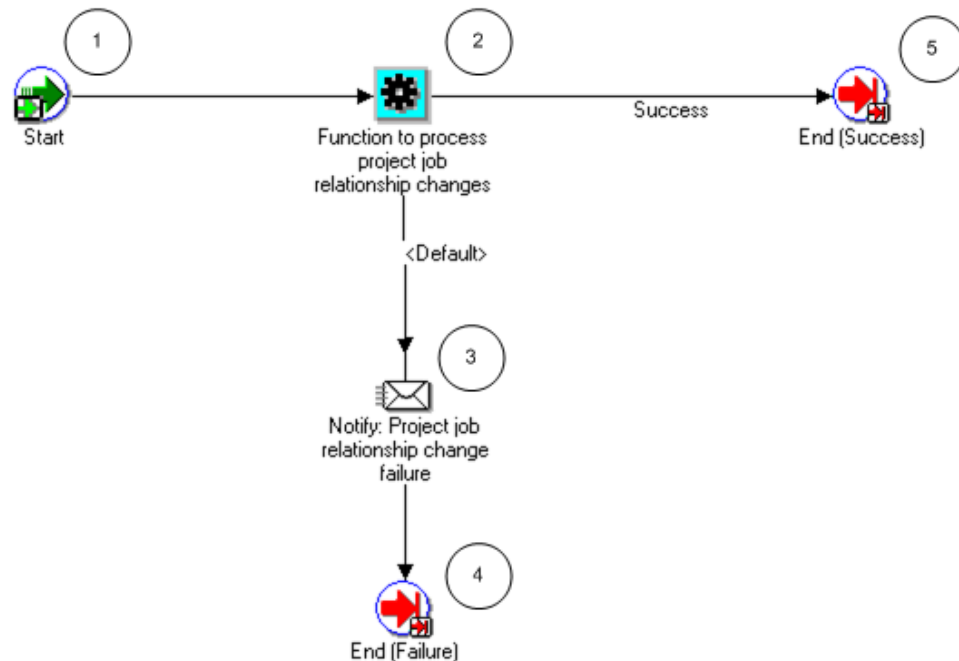 1
2
5
Start
Function to process
project job
relationship changes
Success
End (Success)
<Default>
3
Notify: Project job
relationship change
failure
4
End (Failure)